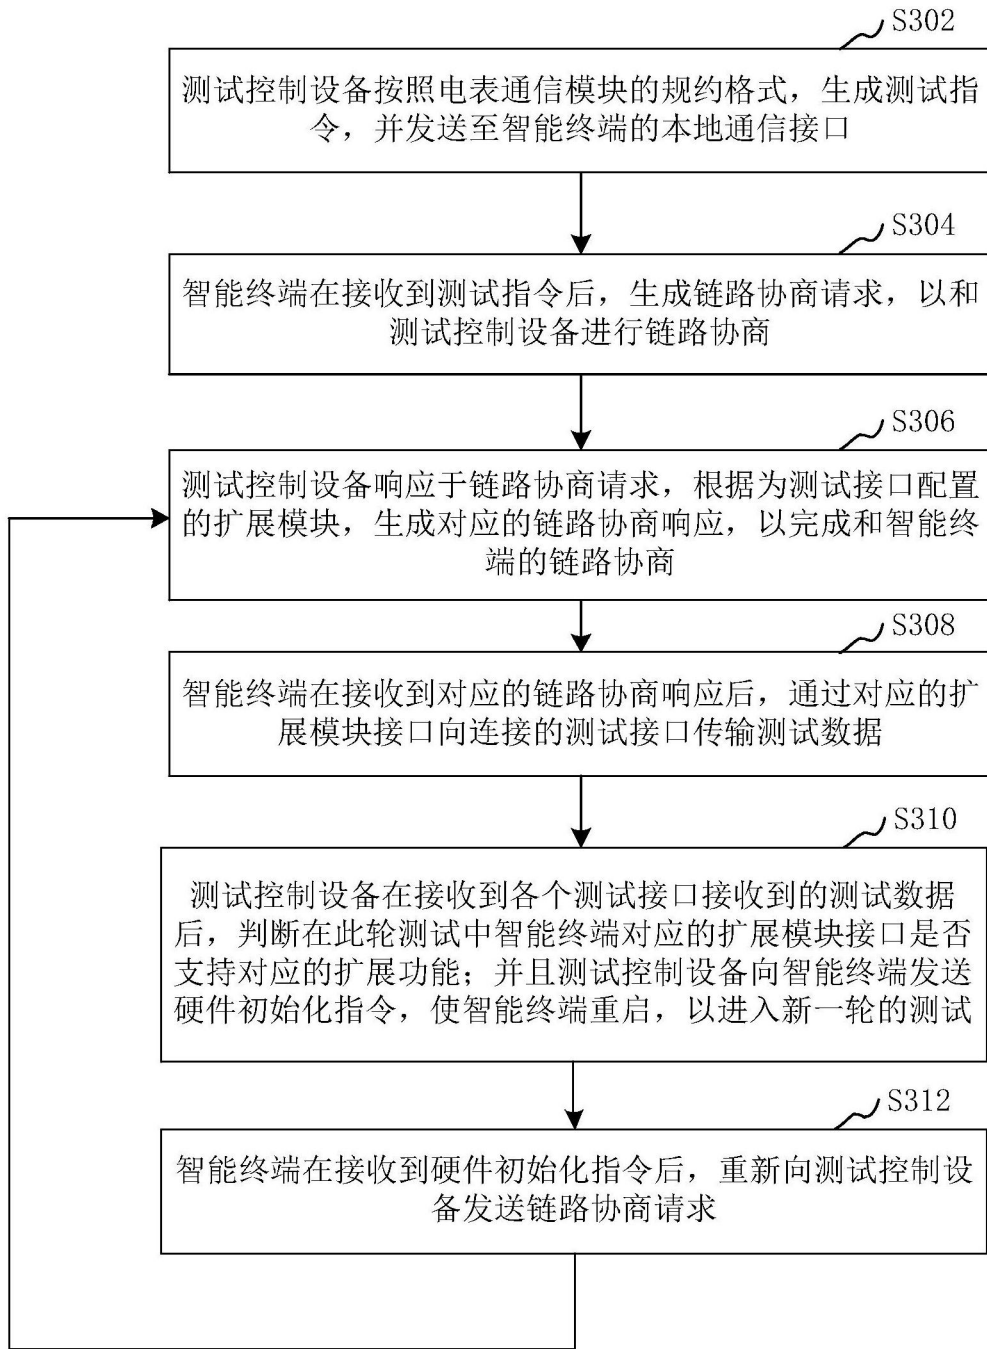 S302
测试控制设备按照电表通信模块的规约格式，生成测试指
令，并发送至智能终端的本地通信接口
S304
智能终端在接收到测试指令后，生成链路协商请求，以和
测试控制设备进行链路协商
S306
测试控制设备响应于链路协商请求，根据为测试接口配置
的扩展模块，生成对应的链路协商响应，以完成和智能终
端的链路协商
S308
智能终端在接收到对应的链路协商响应后，通过对应的扩
展模块接口向连接的测试接口传输测试数据
S310
测试控制设备在接收到各个测试接口接收到的测试数据
后，判断在此轮测试中智能终端对应的扩展模块接口是否
支持对应的扩展功能；并且测试控制设备向智能终端发送
硬件初始化指令，使智能终端重启，以进入新一轮的测试
S312
智能终端在接收到硬件初始化指令后，重新向测试控制设
备发送链路协商请求